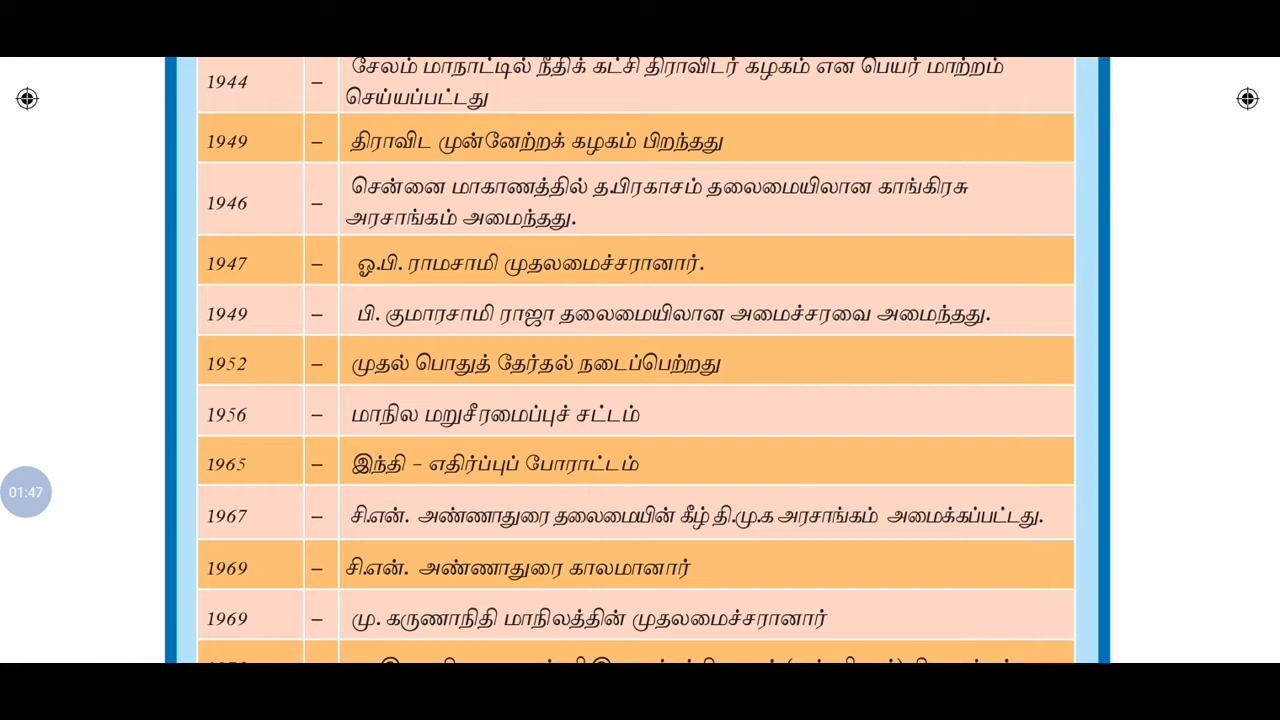 1944 – சேலம் மாநாட்டில் நீதிக் கட்சி திராவிடர் கழகம் என பெயர் மாற்றம்
செய்யப்பட்டது
1949 – திராவிட முன்னேற்றக் கழகம் பிறந்தது
1946 – சென்னை மாகாணத்தில் த.பிரகாசம் தலைமையிலான காங்கிரசு
அரசாங்கம் அமைந்தது.
1947 – ஓ.பி. ராமசாமி முதலமைச்சரானார்.
1949 – பி. குமாரசாமி ராஜா தலைமையிலான அமைச்சரவை அமைந்தது.
1952 – முதல் பொதுத் தேர்தல் நடைப்பெற்றது
1956 – மாநில மறுசீரமைப்புச் சட்டம்
1965 – இந்தி – எதிர்ப்புப் போராட்டம்
01:47
1967 – சி.என். அண்ணாதுரை தலைமையின் கீழ் தி.மு.க அரசாங்கம் அமைக்கப்பட்டது.
1969 – சி.என். அண்ணாதுரை காலமானார்
1969 – மு. கருணாநிதி மாநிலத்தின் முதலமைச்சரானார்